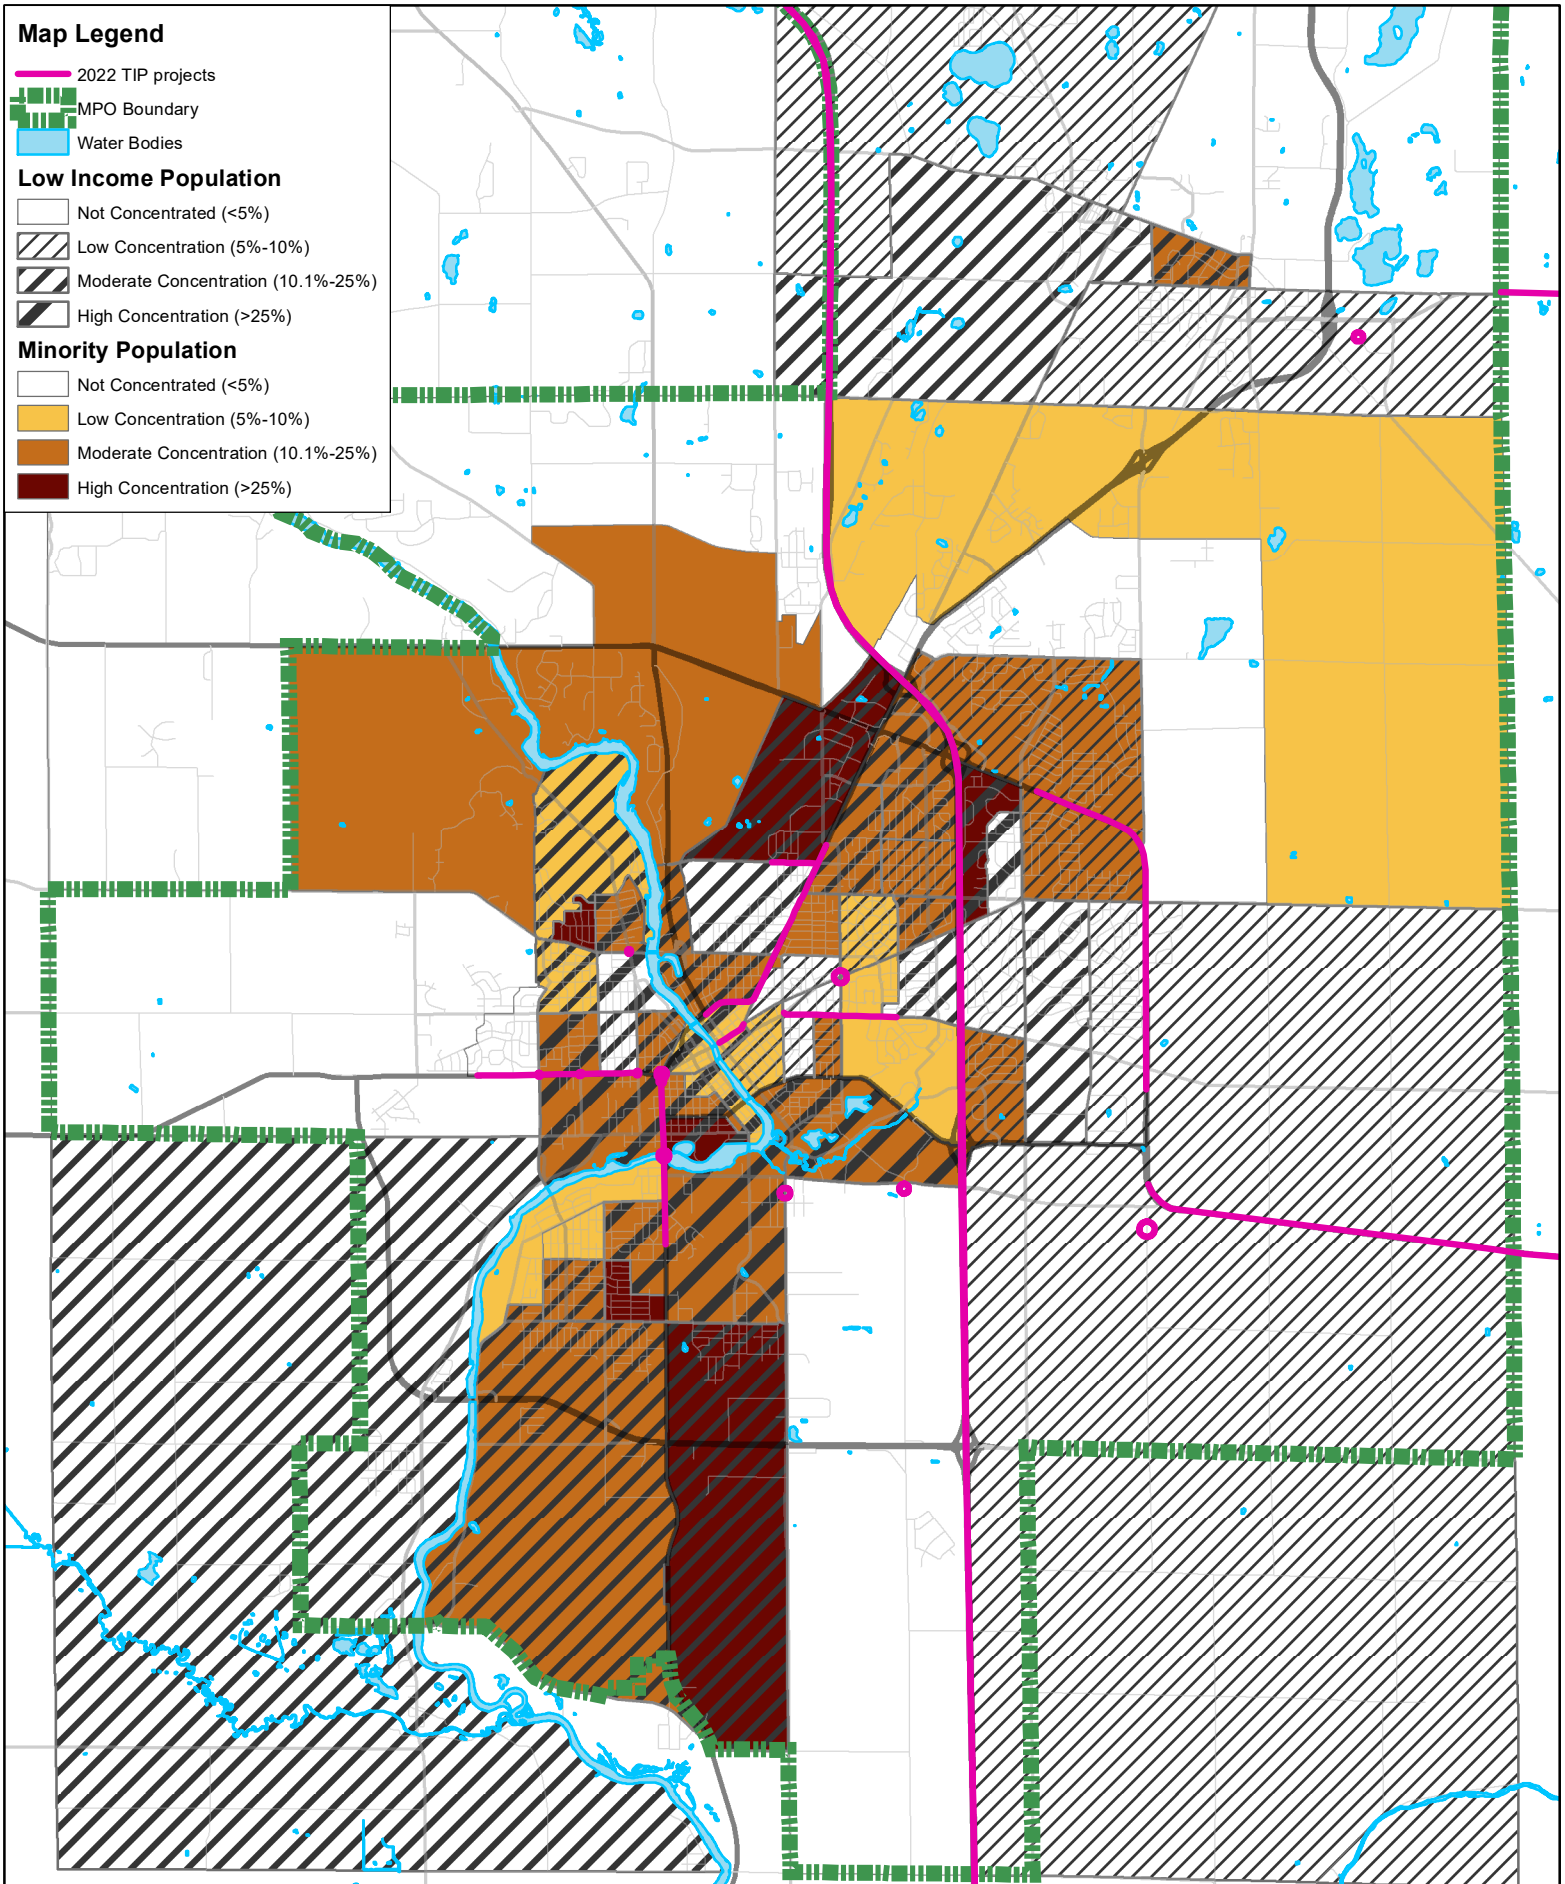 Map Legend
2022 TIP projects
MPO Boundary
Water Bodies
Low Income Population
Not Concentrated (<5%)
Low Concentration (5%-10%)
Moderate Concentration (10.1%-25%)
High Concentration (>25%)
Minority Population
Not Concentrated (<5%)
Low Concentration (5%-10%)
Moderate Concentration (10.1%-25%)
High Concentration (>25%)